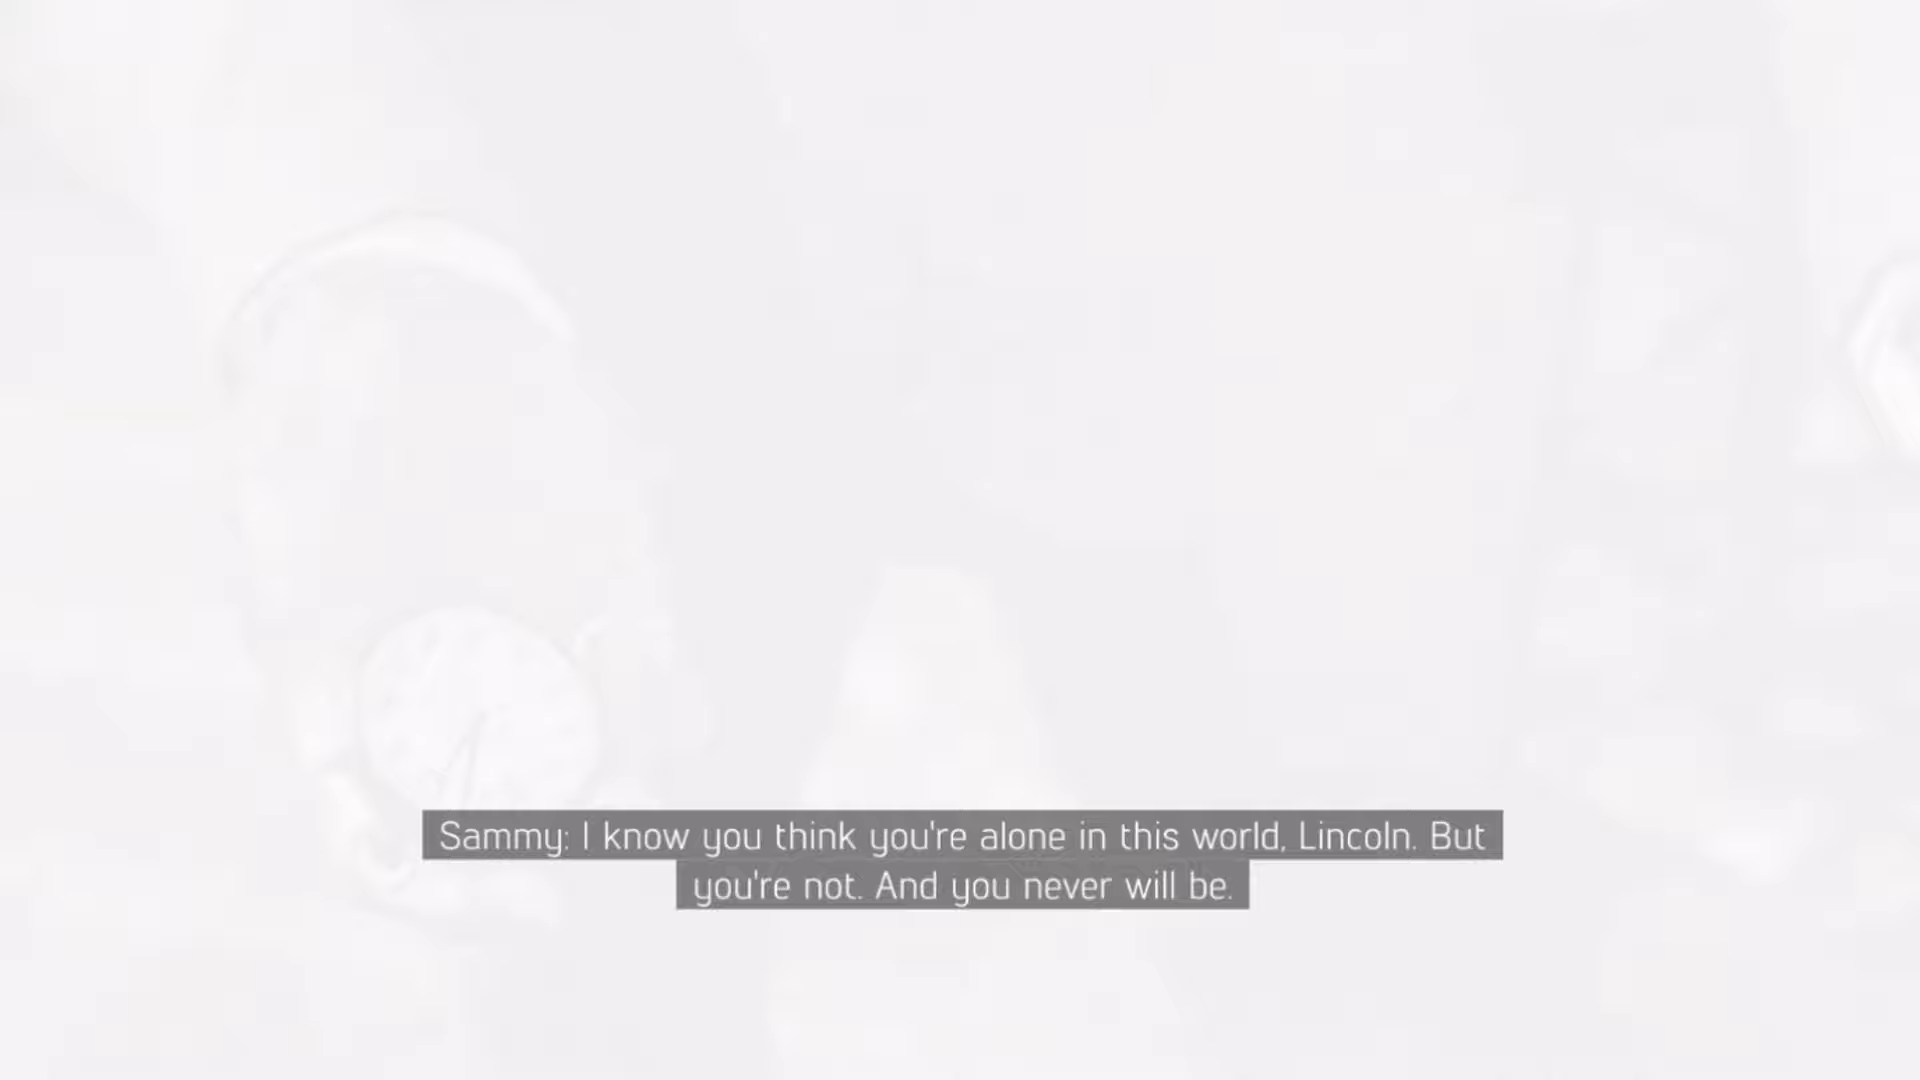 Sammy: I know you think you're alone in this world, Lincoln. But
you're not. And you never will be.